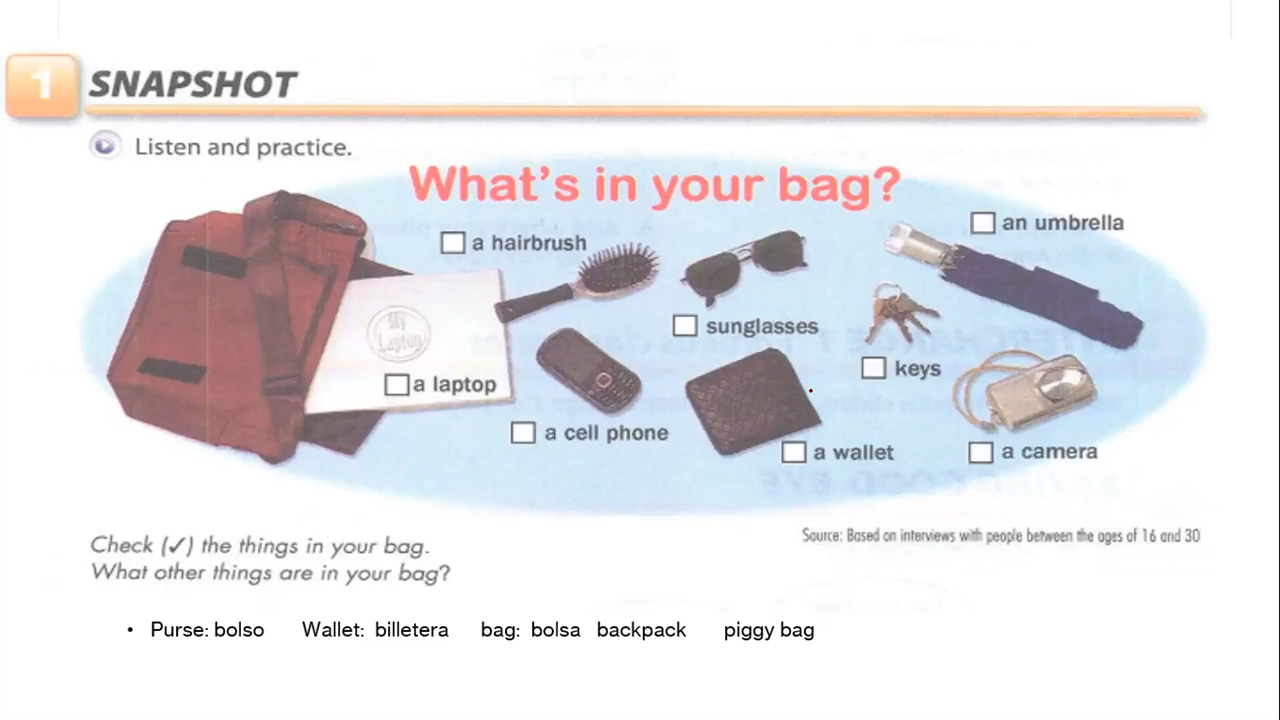 1 SNAPSHOT
Listen and practice.
What's in your bag?
an umbrella
a hairbrush
sunglasses
keys
My
Laptop
a laptop
a cell phone
a wallet
a camera
Source: Based on interviews with people between the ages of 16 and 30
Check (✓) the things in your bag.
What other things are in your bag?
• Purse: bolso Wallet: billetera bag: bolsa backpack piggy bag